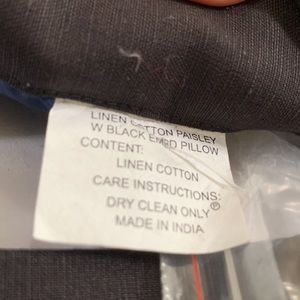 LINEN COTTON PAISLEY
W BLACK EMBD PILLOW
CONTENT:
LINEN COTTON
CARE INSTRUCTIONS:
DRY CLEAN ONLY
MADE IN INDIA ®